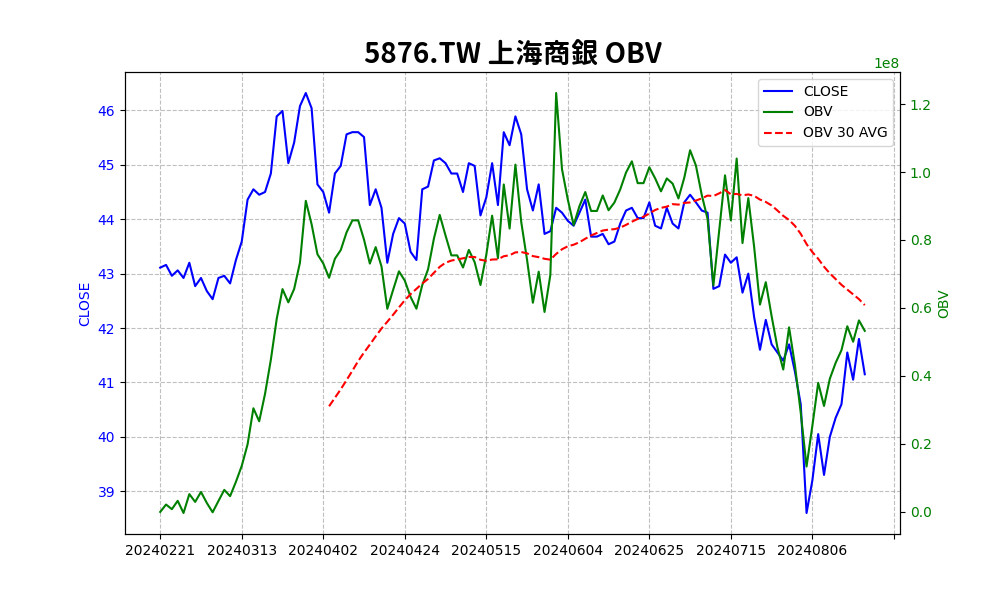 5876.TW 上海商銀 OBV
1e8
CLOSE
OBV
OBV 30 AVG
46
45
44
43
42
41
40
39
CLOSE
1.2
1.0
0.8
0.6
0.4
0.2
0.0
OBV
20240221 20240313 20240402 20240424 20240515 20240604 20240625 20240715 20240806